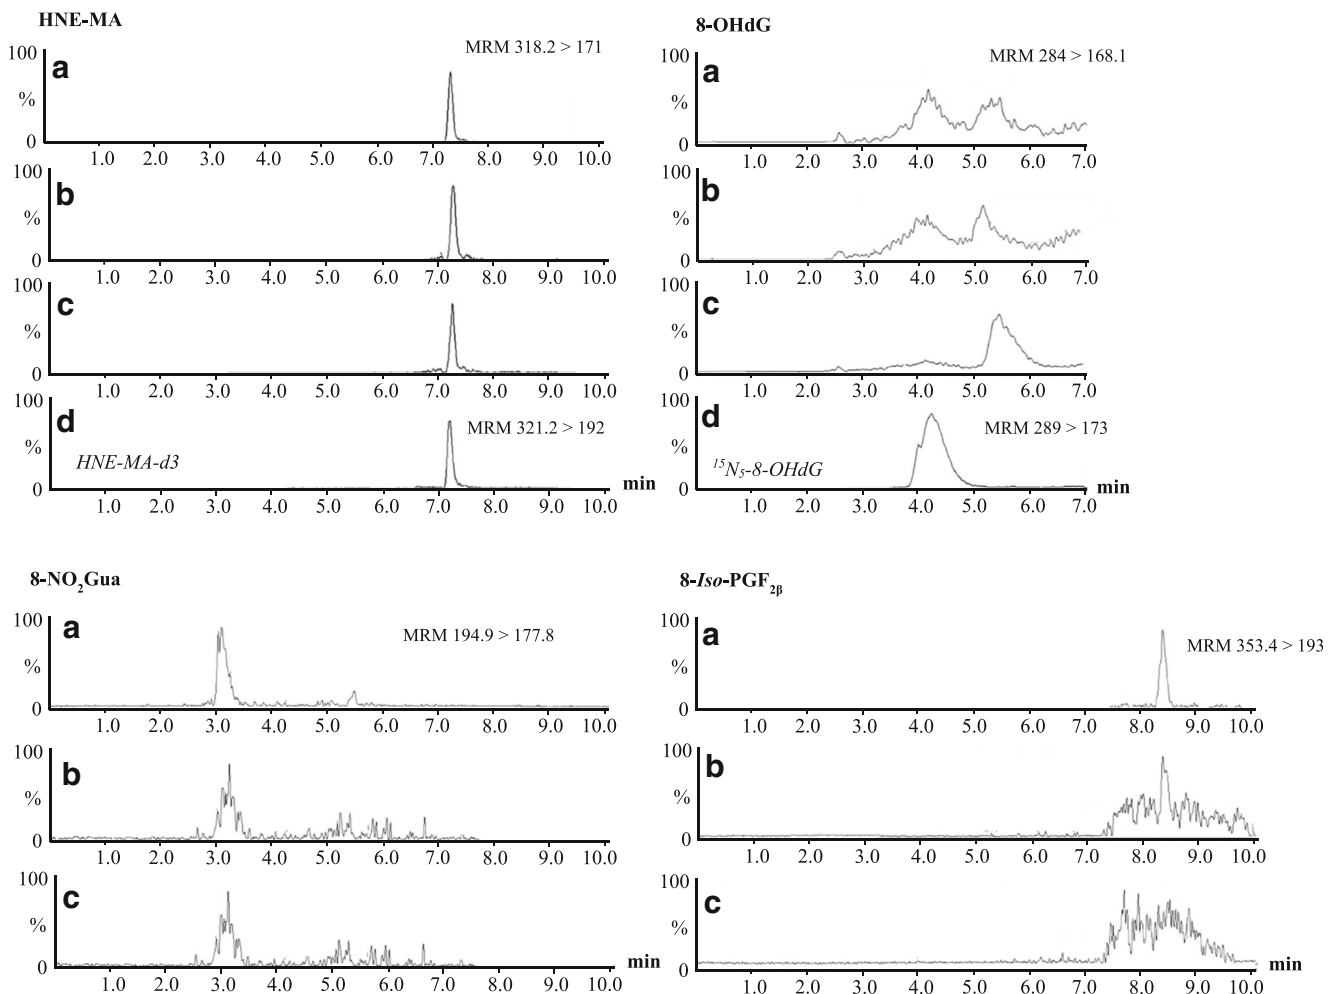 HNE-MA
100
a
MRM 318.2 > 171
%
0
1.0 2.0 3.0 4.0 5.0 6.0 7.0 8.0 9.0 10.0
100
b
%
0
1.0 2.0 3.0 4.0 5.0 6.0 7.0 8.0 9.0 10.0
100
c
%
0
1.0 2.0 3.0 4.0 5.0 6.0 7.0 8.0 9.0 10.0
100
d
MRM 321.2 > 192
%
HNE-MA-d3
0
min
1.0 2.0 3.0 4.0 5.0 6.0 7.0 8.0 9.0 10.0
8-OHdG
100
a
MRM 284 > 168.1
%
0
1.0 2.0 3.0 4.0 5.0 6.0 7.0
100
b
%
0
1.0 2.0 3.0 4.0 5.0 6.0 7.0
100
c
%
0
1.0 2.0 3.0 4.0 5.0 6.0 7.0
100
d
MRM 289 > 173
%
¹⁵N₅-8-OHdG
0
min
1.0 2.0 3.0 4.0 5.0 6.0 7.0
8-NO₂Gua
100
a
MRM 194.9 > 177.8
%
0
1.0 2.0 3.0 4.0 5.0 6.0 7.0 8.0 9.0 10.0
100
b
%
0
1.0 2.0 3.0 4.0 5.0 6.0 7.0 8.0 9.0 10.0
100
c
%
0
min
1.0 2.0 3.0 4.0 5.0 6.0 7.0 8.0 9.0 10.0
8-Iso-PGF₂ᵦ
100
a
MRM 353.4 > 193
%
0
1.0 2.0 3.0 4.0 5.0 6.0 7.0 8.0 9.0 10.0
100
b
%
0
1.0 2.0 3.0 4.0 5.0 6.0 7.0 8.0 9.0 10.0
100
c
%
0
min
1.0 2.0 3.0 4.0 5.0 6.0 7.0 8.0 9.0 10.0